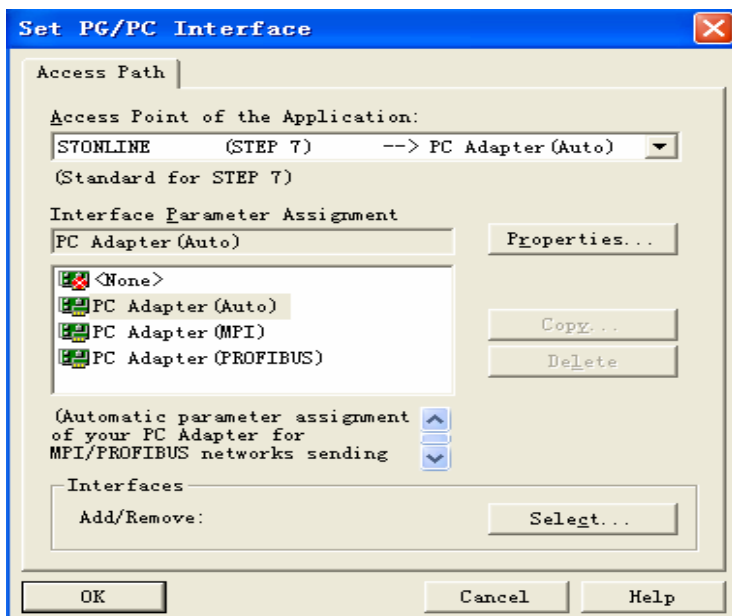 Set PG/PC Interface
Access Path
Access Point of the Application:
S7ONLINE (STEP 7) --> PC Adapter(Auto)
(Standard for STEP 7)
Interface Parameter Assignment
PC Adapter(Auto)
Properties...
<None>
PC Adapter(Auto)
PC Adapter(MPI)
PC Adapter(PROFIBUS)
Copy...
Delete
(Automatic parameter assignment
of your PC Adapter for
MPI/PROFIBUS networks sending
Interfaces
Add/Remove:
Select...
OK
Cancel
Help